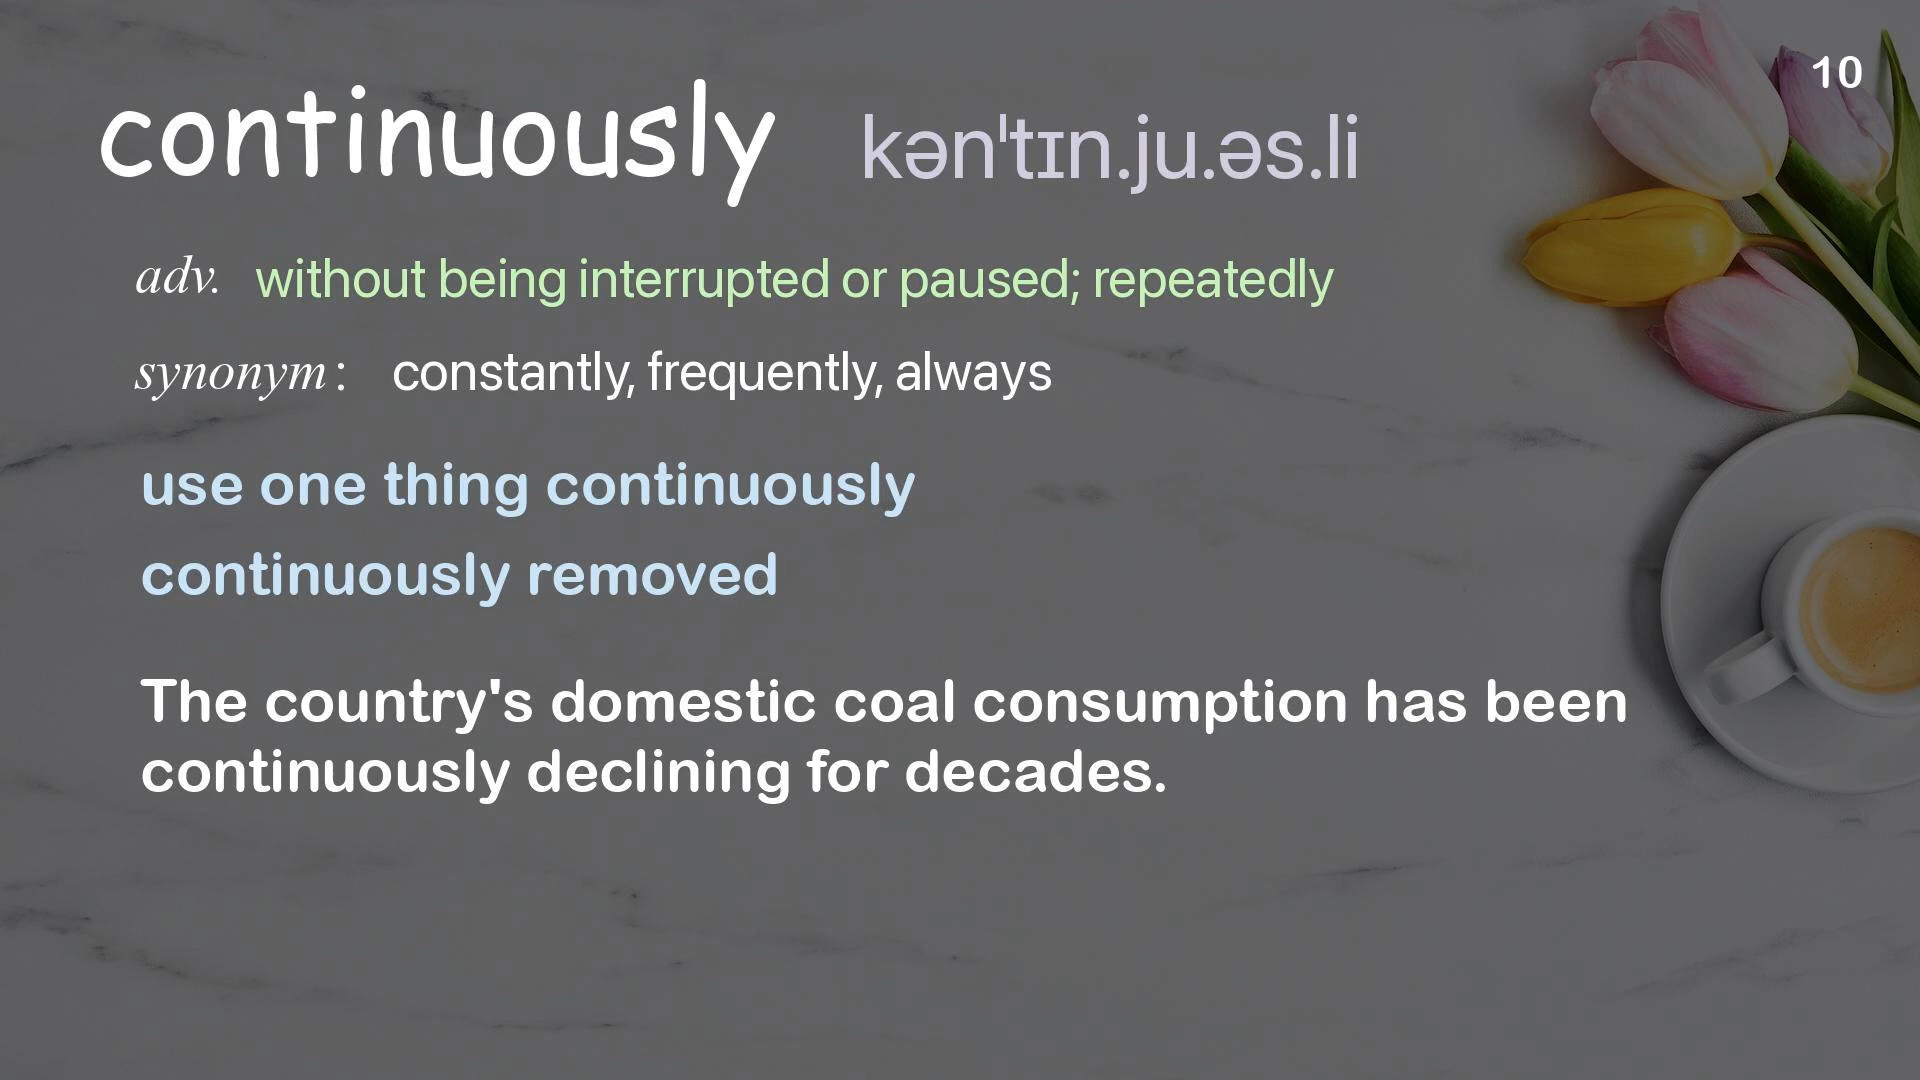 10
continuously kən'tɪn.ju.əs.li
adv. without being interrupted or paused; repeatedly
synonym: constantly, frequently, always
use one thing continuously
continuously removed
The country's domestic coal consumption has been
continuously declining for decades.